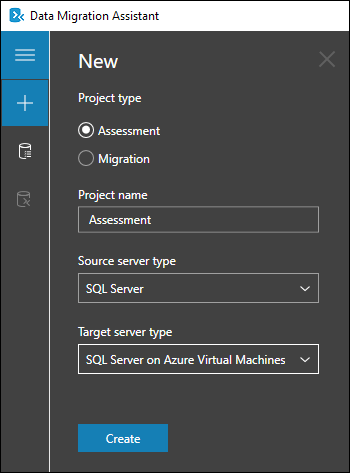 Data Migration Assistant
New
Project type
Assessment
Migration
Project name
Assessment
Source server type
SQL Server
Target server type
SQL Server on Azure Virtual Machines
Create